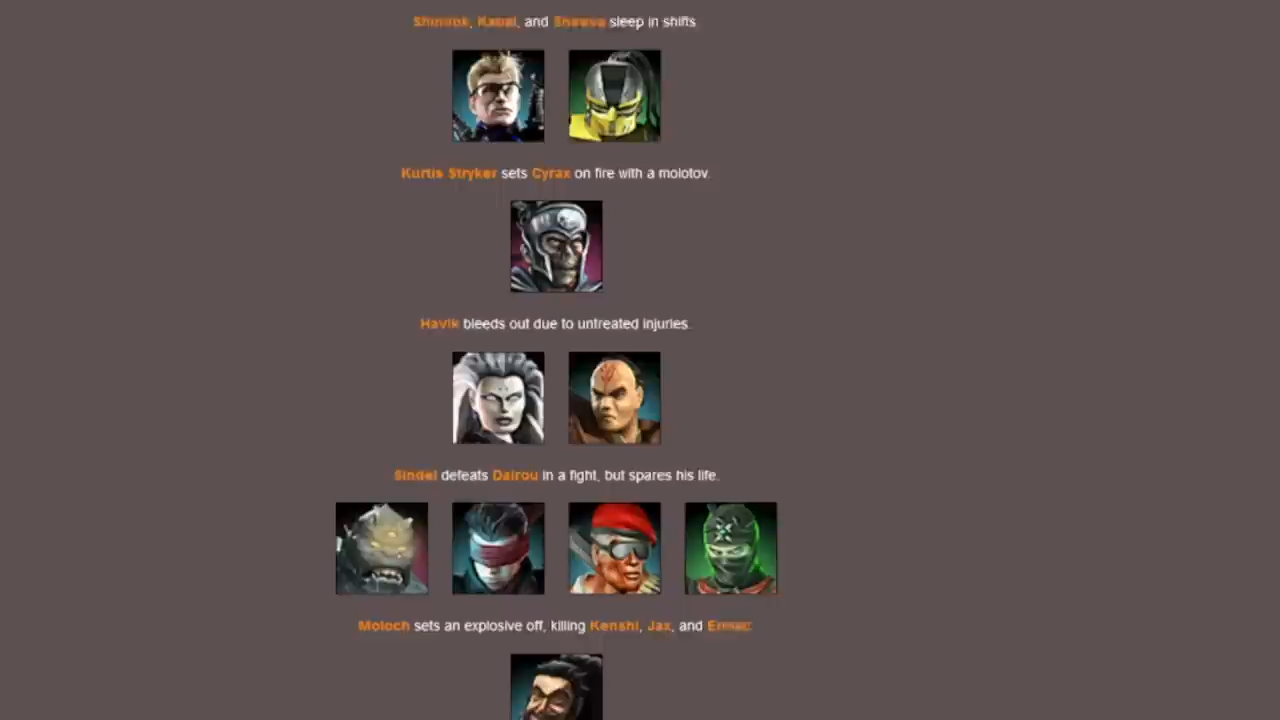 Shinnok, Kabal, and Sheeva sleep in shifts.
Kurtis Stryker sets Cyrax on fire with a molotov.
Havik bleeds out due to untreated injuries.
Sindel defeats Dairou in a fight, but spares his life.
Moloch sets an explosive off, killing Kenshi, Jax, and Ermac.